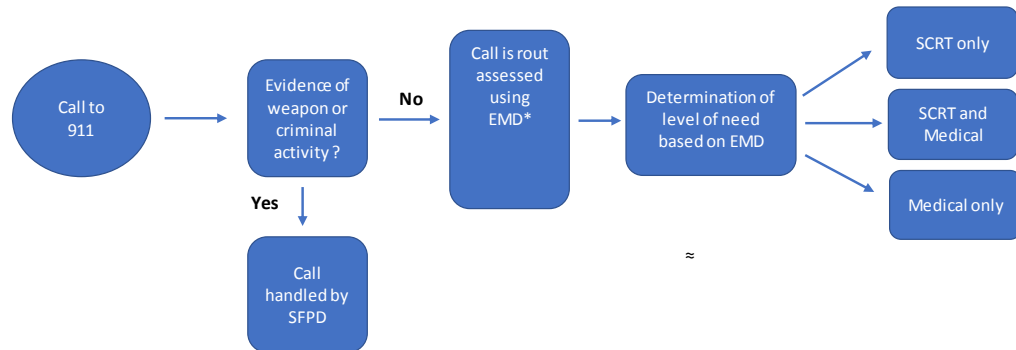 Call to
911
Evidence of
weapon or
criminal
activity ?
No
Yes
Call
handled by
SFPD
Call is rout
assessed
using
EMD*
Determination of
level of need
based on EMD
SCRT only
SCRT and
Medical
Medical only
≈